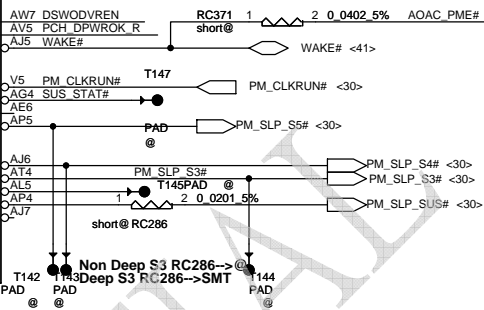 AW7 DSWODVREN
RC371 1 2 0_0402_5% AOAC_PME#
AV5 PCH_DPWROK_R
short@
AJ5 WAKE#
WAKE# <41>
T147
V5 PM_CLKRUN#
PM_CLKRUN# <30>
AG4 SUS_STAT#
AE6
AP5
PAD
@
PM_SLP_S5# <30>
AJ6
PM_SLP_S4# <30>
AT4 PM_SLP_S3#
PM_SLP_S3# <30>
AL5
T145PAD @
AP4 1 2 0_0201_5%
PM_SLP_SUS# <30>
AJ7
short@ RC286
Non Deep S3 RC286-->@
Deep S3 RC286-->SMT
T142 T143 T144
PAD PAD PAD
@ @ @